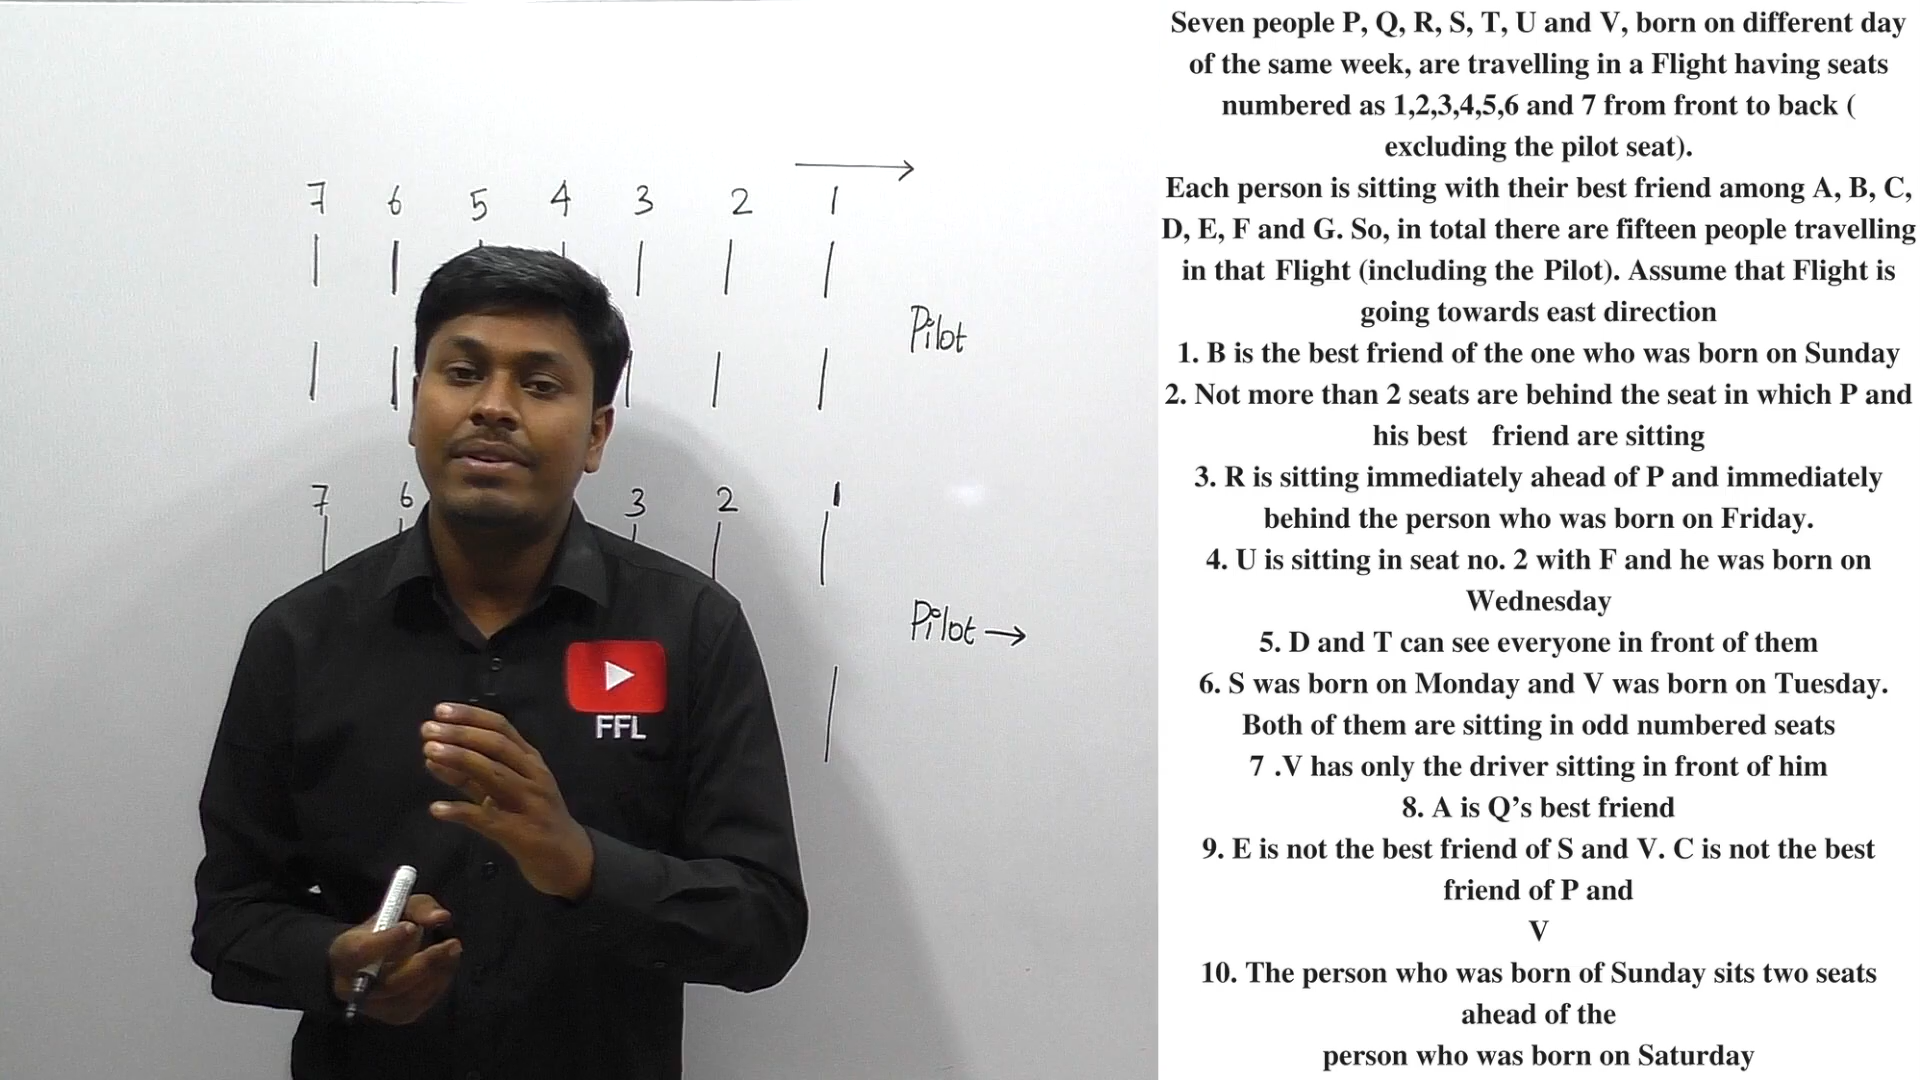 7 6 5 4 3 2 1
Pilot
7 6 3 2 1
Pilot →
FFL
Seven people P, Q, R, S, T, U and V, born on different day
of the same week, are travelling in a Flight having seats
numbered as 1,2,3,4,5,6 and 7 from front to back (
excluding the pilot seat).
Each person is sitting with their best friend among A, B, C,
D, E, F and G. So, in total there are fifteen people travelling
in that Flight (including the Pilot). Assume that Flight is
going towards east direction
1. B is the best friend of the one who was born on Sunday
2. Not more than 2 seats are behind the seat in which P and
his best friend are sitting
3. R is sitting immediately ahead of P and immediately
behind the person who was born on Friday.
4. U is sitting in seat no. 2 with F and he was born on
Wednesday
5. D and T can see everyone in front of them
6. S was born on Monday and V was born on Tuesday.
Both of them are sitting in odd numbered seats
7 .V has only the driver sitting in front of him
8. A is Q’s best friend
9. E is not the best friend of S and V. C is not the best
friend of P and
V
10. The person who was born of Sunday sits two seats
ahead of the
person who was born on Saturday